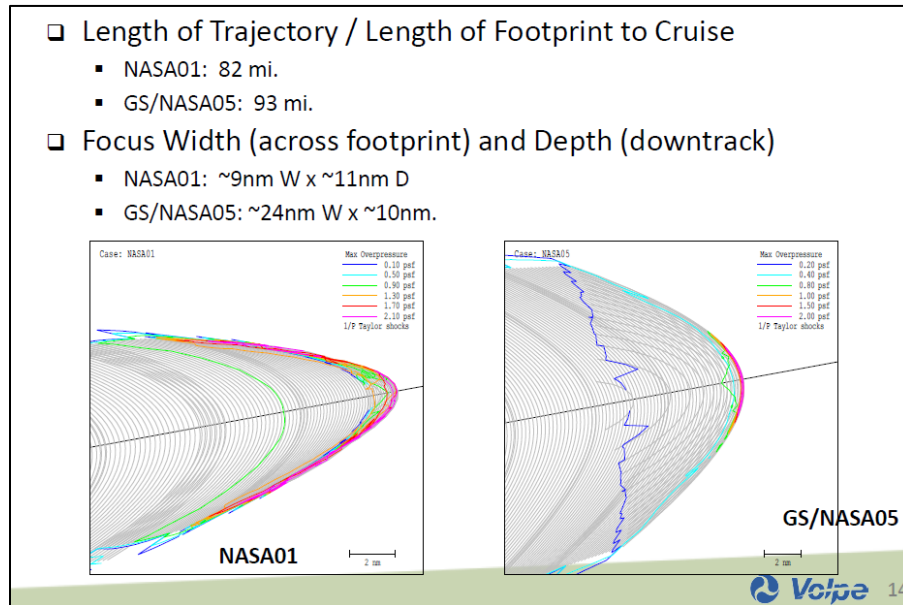 Length of Trajectory / Length of Footprint to Cruise
NASA01: 82 mi.
GS/NASA05: 93 mi.
Focus Width (across footprint) and Depth (downtrack)
NASA01: ~9nm W x ~11nm D
GS/NASA05: ~24nm W x ~10nm.
Case: NASA01
Max Overpressure
0.10 psf
0.50 psf
0.90 psf
1.30 psf
1.70 psf
2.10 psf
1/P Taylor shocks
NASA01
2 nm
Case: NASA05
Max Overpressure
0.20 psf
0.40 psf
0.80 psf
1.00 psf
1.50 psf
2.00 psf
1/P Taylor shocks
GS/NASA05
2 nm
Volpe 14